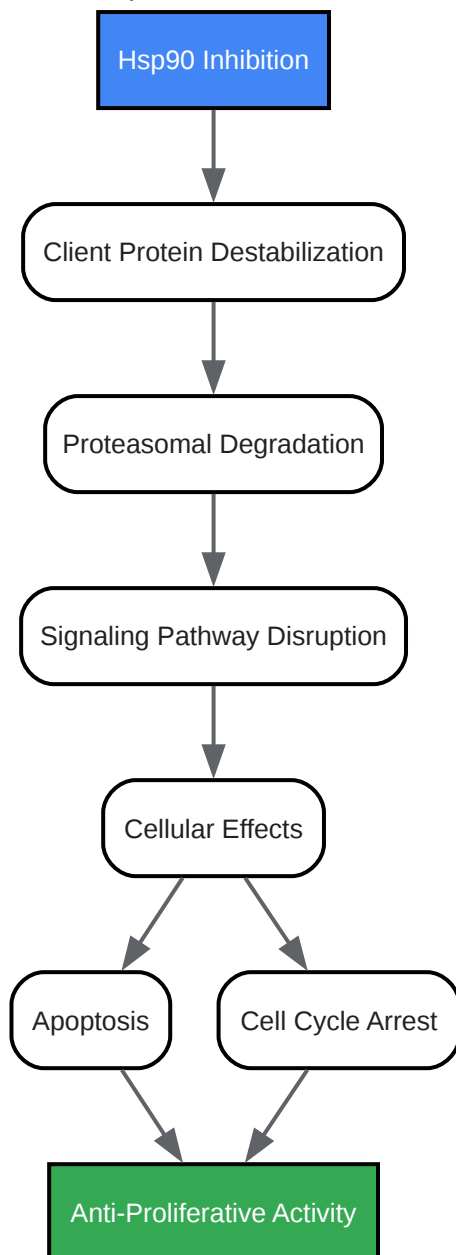 Hsp90 Inhibition
Client Protein Destabilization
Proteasomal Degradation
Signaling Pathway Disruption
Cellular Effects
Apoptosis
Cell Cycle Arrest
Anti-Proliferative Activity